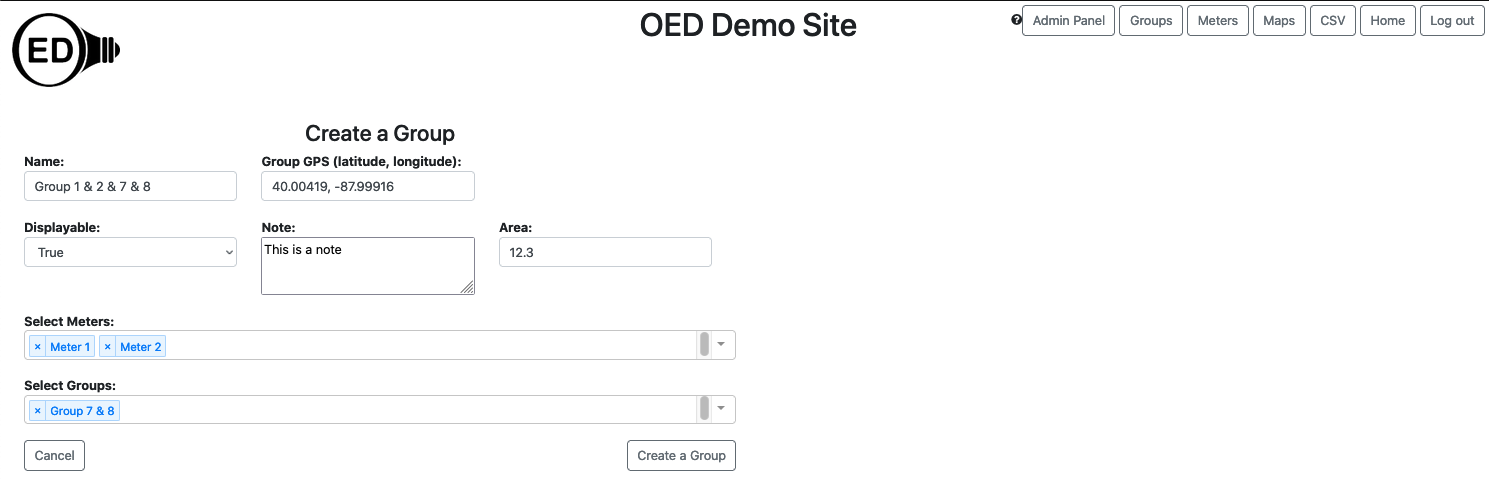 ED
OED Demo Site
? Admin Panel Groups Meters Maps CSV Home Log out
Create a Group
Name: Group GPS (latitude, longitude):
Group 1 & 2 & 7 & 8 40.00419, -87.99916
Displayable: Note: Area:
True This is a note 12.3
Select Meters:
× Meter 1 × Meter 2
Select Groups:
× Group 7 & 8
Cancel Create a Group